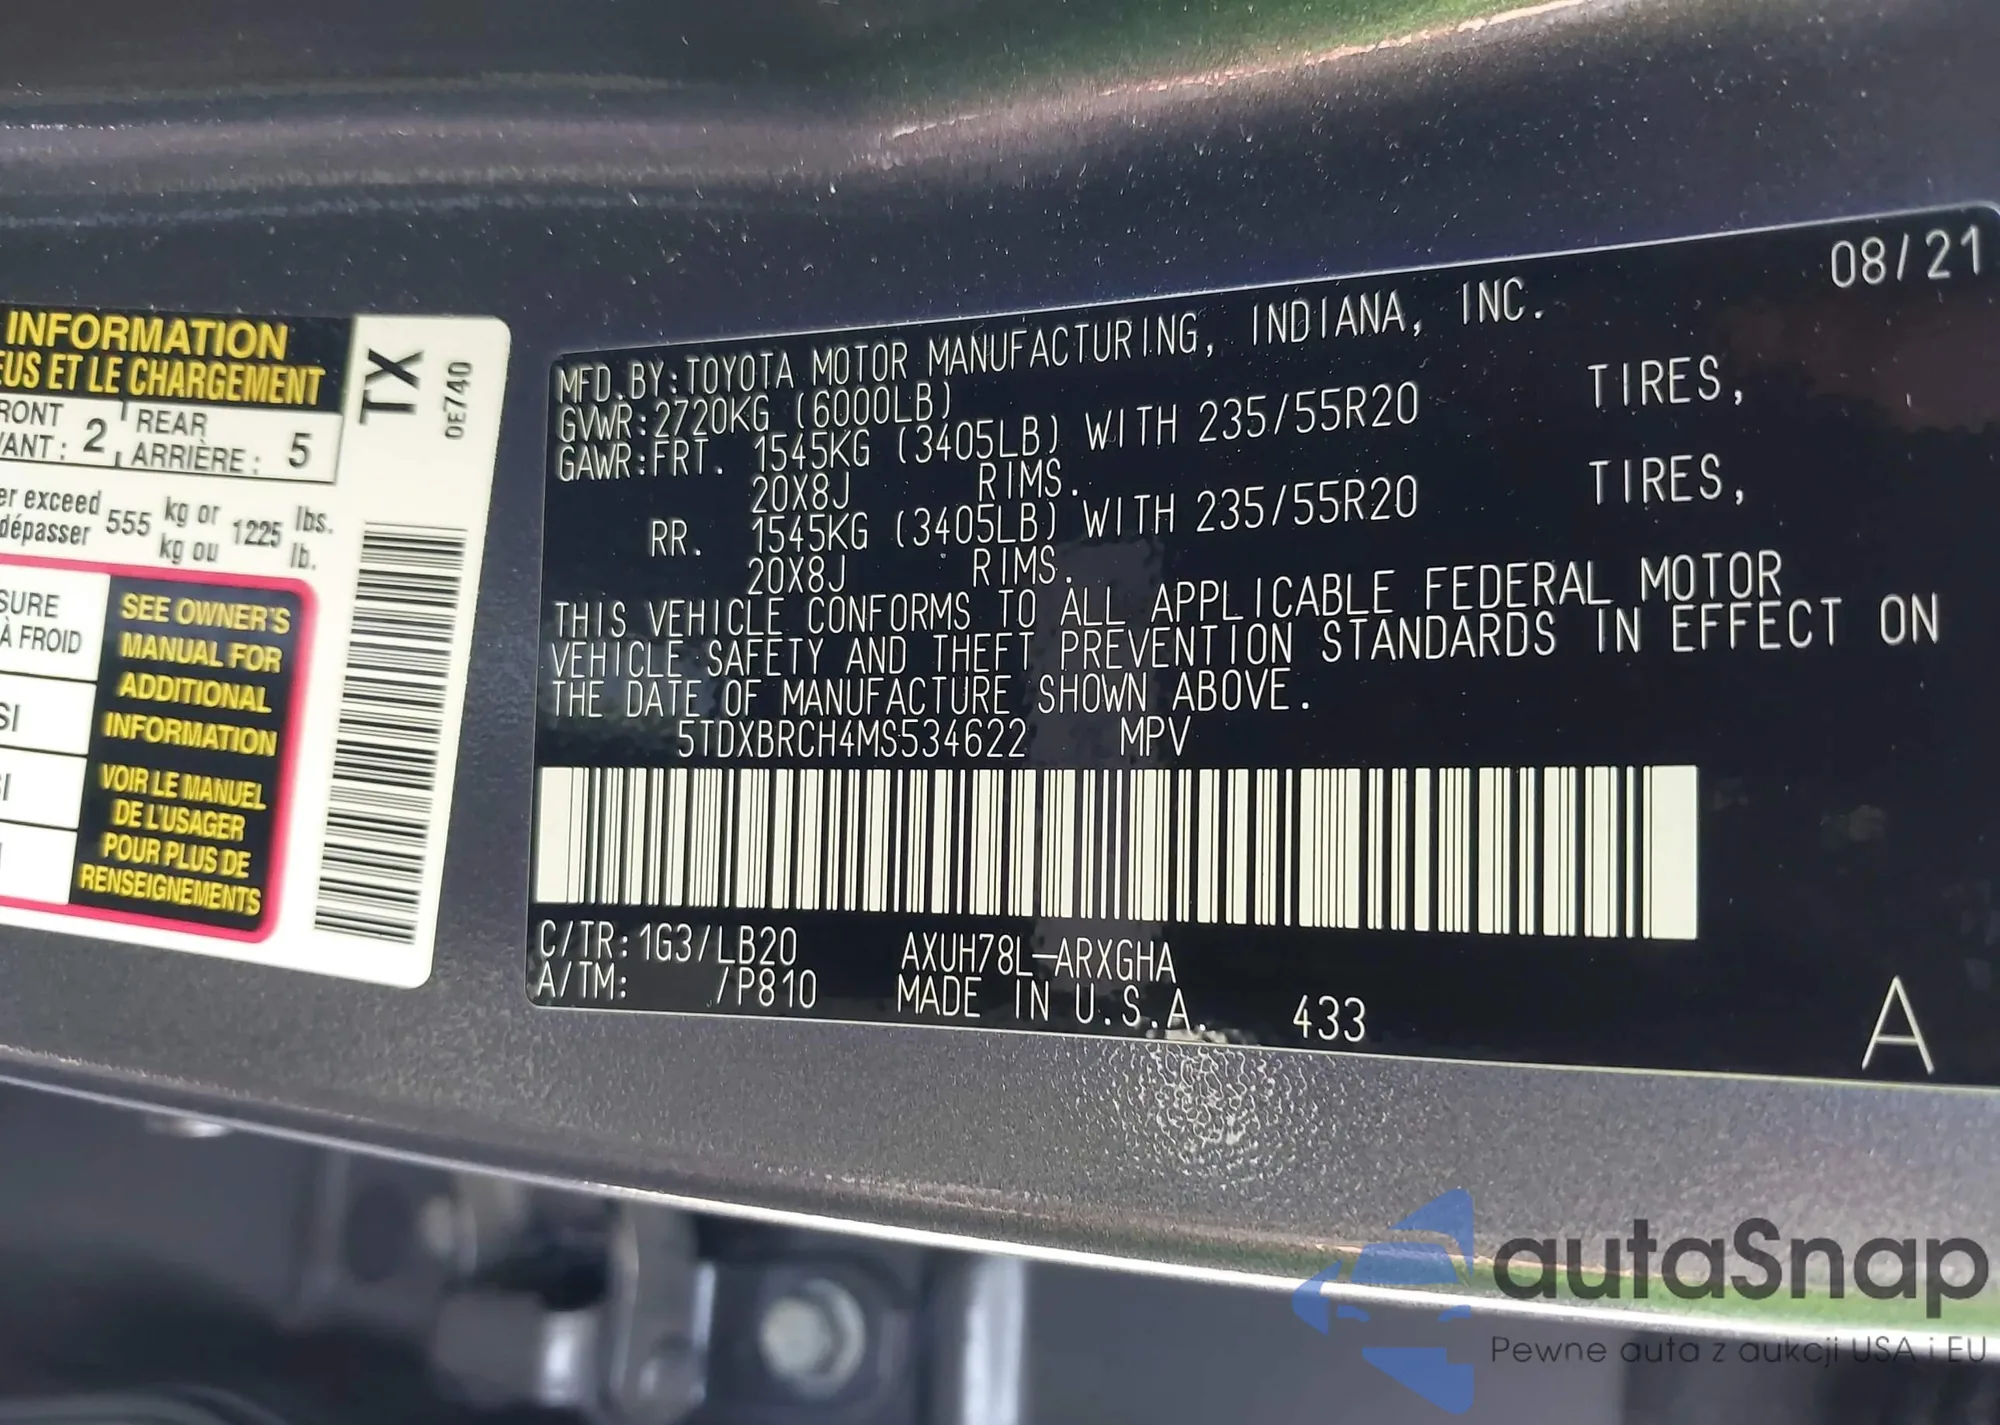 INFORMATION
EUS ET LE CHARGEMENT
RONT
VANT : 2
REAR
ARRIÈRE : 5
er exceed
dépasser 555 kg or
kg ou 1225 lbs.
lb.
SURE
À FROID
SI
SI
I
SEE OWNER'S
MANUAL FOR
ADDITIONAL
INFORMATION
VOIR LE MANUEL
DE L'USAGER
POUR PLUS DE
RENSEIGNEMENTS
TX
0E740
08/21
MFD.BY:TOYOTA MOTOR MANUFACTURING, INDIANA, INC.
GVWR:2720KG (6000LB)
GAWR:FRT. 1545KG (3405LB) WITH 235/55R20 TIRES,
20X8J RIMS.
RR. 1545KG (3405LB) WITH 235/55R20 TIRES,
20X8J RIMS.
THIS VEHICLE CONFORMS TO ALL APPLICABLE FEDERAL MOTOR
VEHICLE SAFETY AND THEFT PREVENTION STANDARDS IN EFFECT ON
THE DATE OF MANUFACTURE SHOWN ABOVE.
5TDXBRCH4MS534622 MPV
C/TR:1G3/LB20 AXUH78L-ARXGHA
A/TM: /P810 MADE IN U.S.A. 433
A
autaSnap
Pewne auta z aukcji USA i EU